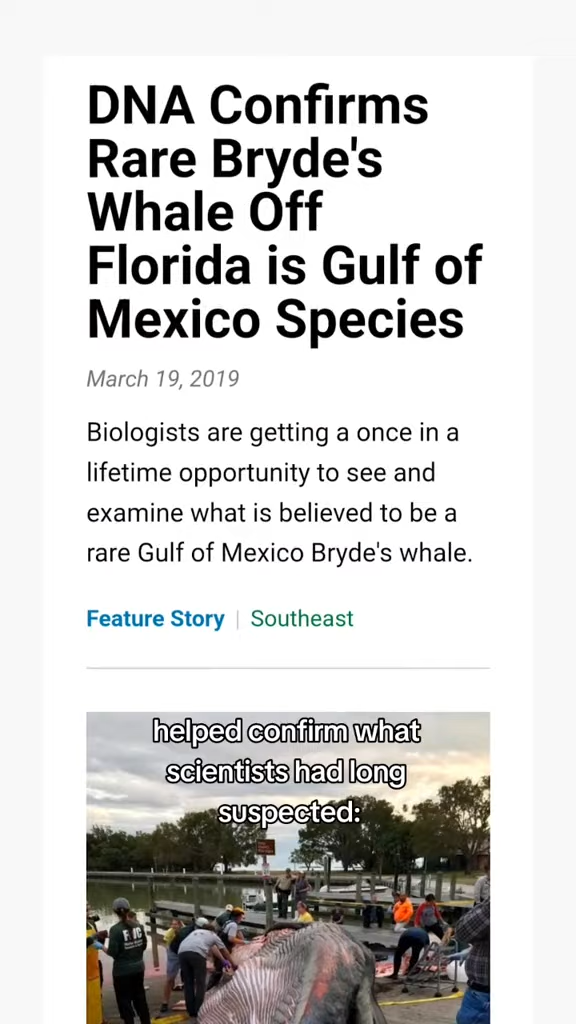 DNA Confirms
Rare Bryde's
Whale Off
Florida is Gulf of
Mexico Species
March 19, 2019
Biologists are getting a once in a
lifetime opportunity to see and
examine what is believed to be a
rare Gulf of Mexico Bryde's whale.
Feature Story | Southeast
helped confirm what
scientists had long
suspected: